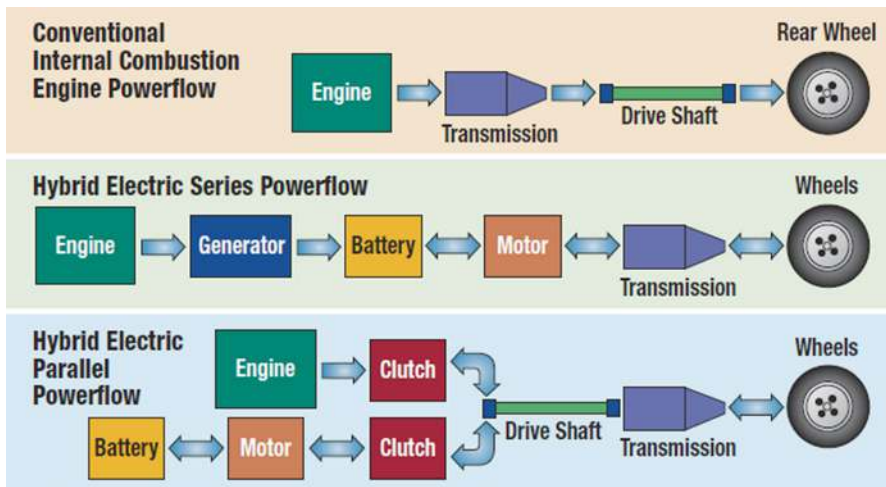 Conventional
Internal Combustion
Engine Powerflow
Rear Wheel
Engine
Transmission
Drive Shaft
Hybrid Electric Series Powerflow
Wheels
Engine
Generator
Battery
Motor
Transmission
Hybrid Electric
Parallel
Powerflow
Engine
Clutch
Wheels
Battery
Motor
Clutch
Drive Shaft
Transmission